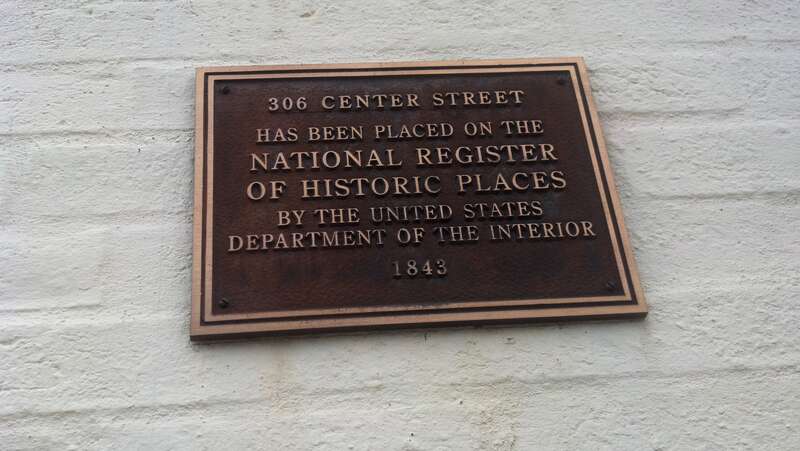 306 CENTER STREET
HAS BEEN PLACED ON THE
NATIONAL REGISTER
OF HISTORIC PLACES
BY THE UNITED STATES
DEPARTMENT OF THE INTERIOR
1843